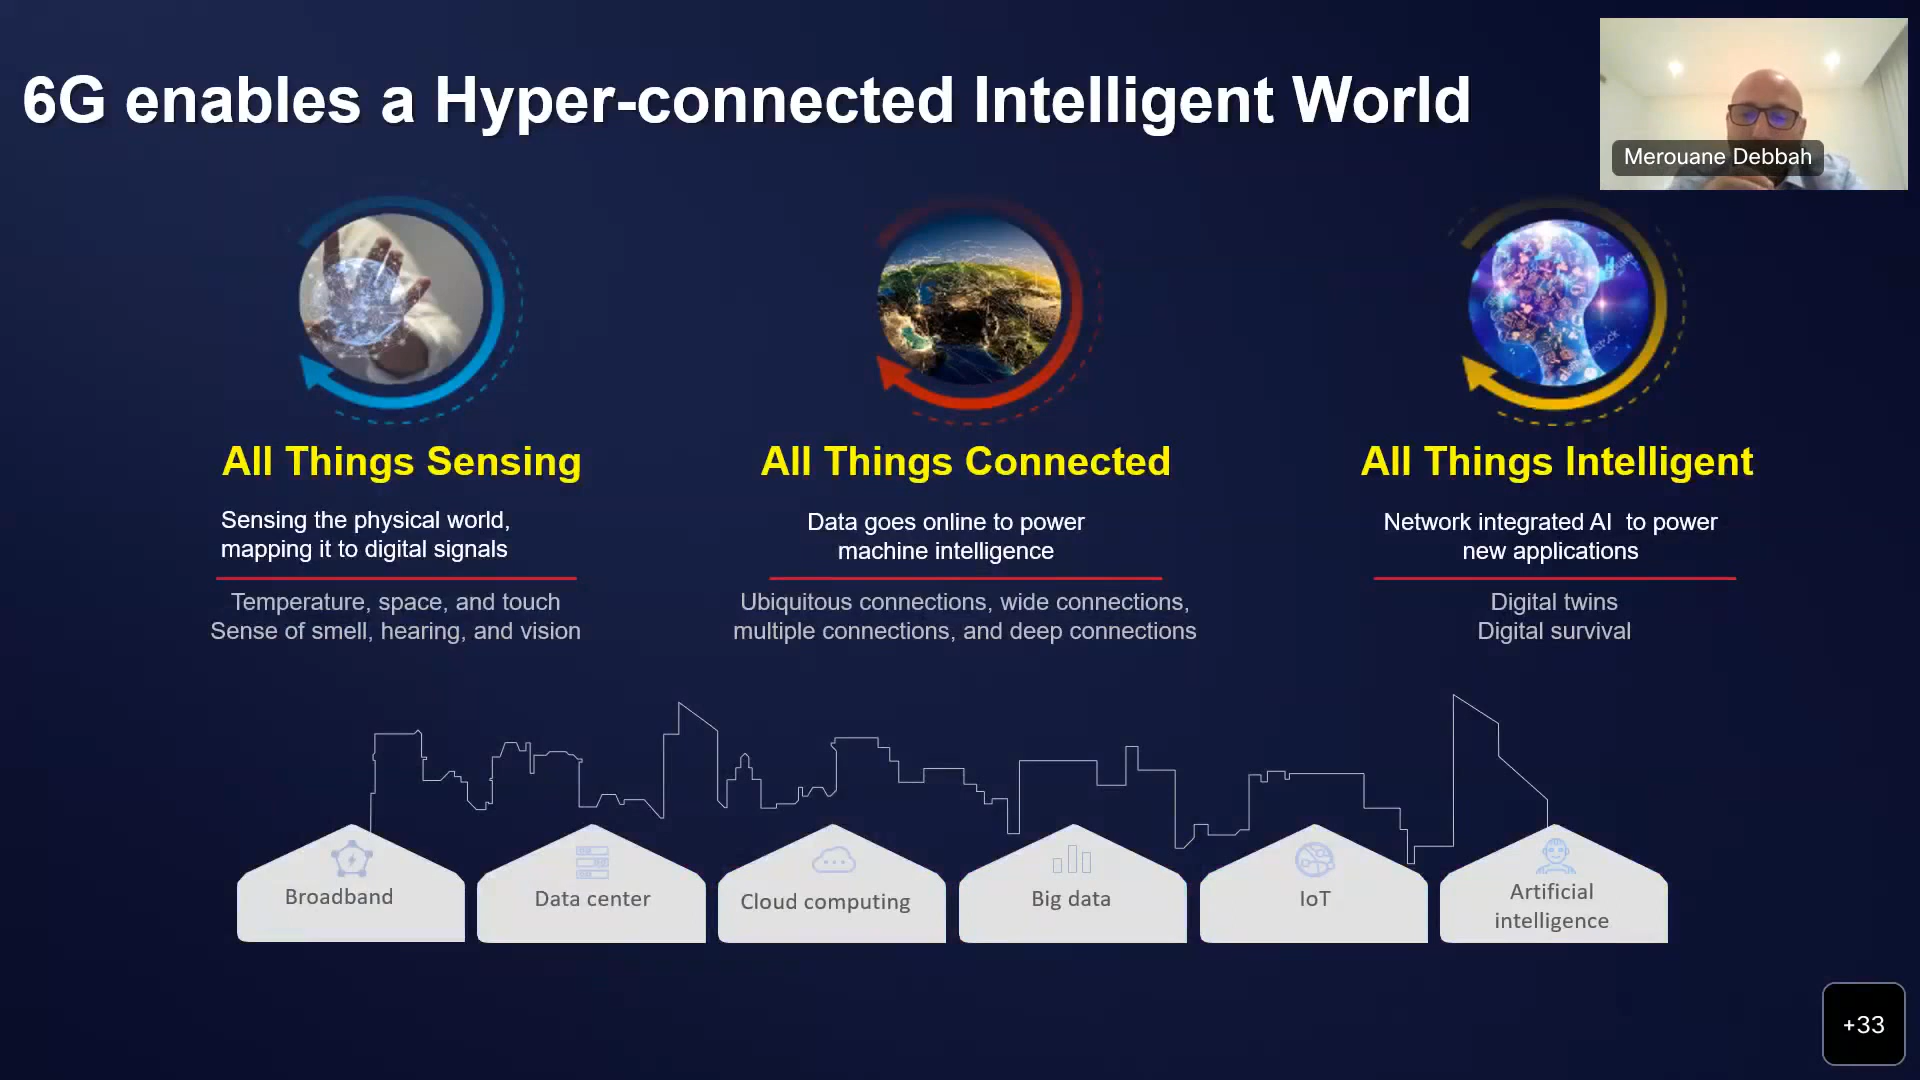 6G enables a Hyper-connected Intelligent World
Merouane Debbah
All Things Sensing
Sensing the physical world,
mapping it to digital signals
Temperature, space, and touch
Sense of smell, hearing, and vision
All Things Connected
Data goes online to power
machine intelligence
Ubiquitous connections, wide connections,
multiple connections, and deep connections
All Things Intelligent
Network integrated AI to power
new applications
Digital twins
Digital survival
Broadband
Data center
Cloud computing
Big data
IoT
Artificial
intelligence
+33